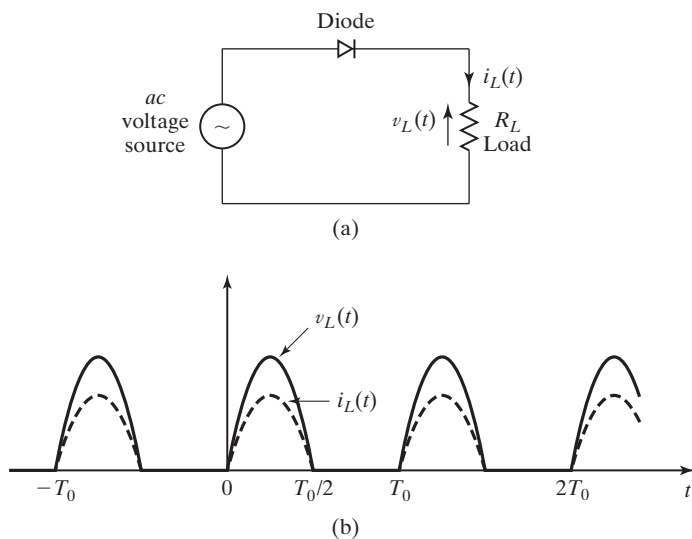 Diode
ac
voltage
source
~
i_L(t)
v_L(t)
R_L
Load
(a)
v_L(t)
i_L(t)
−T_0
0
T_0/2
T_0
2T_0
t
(b)